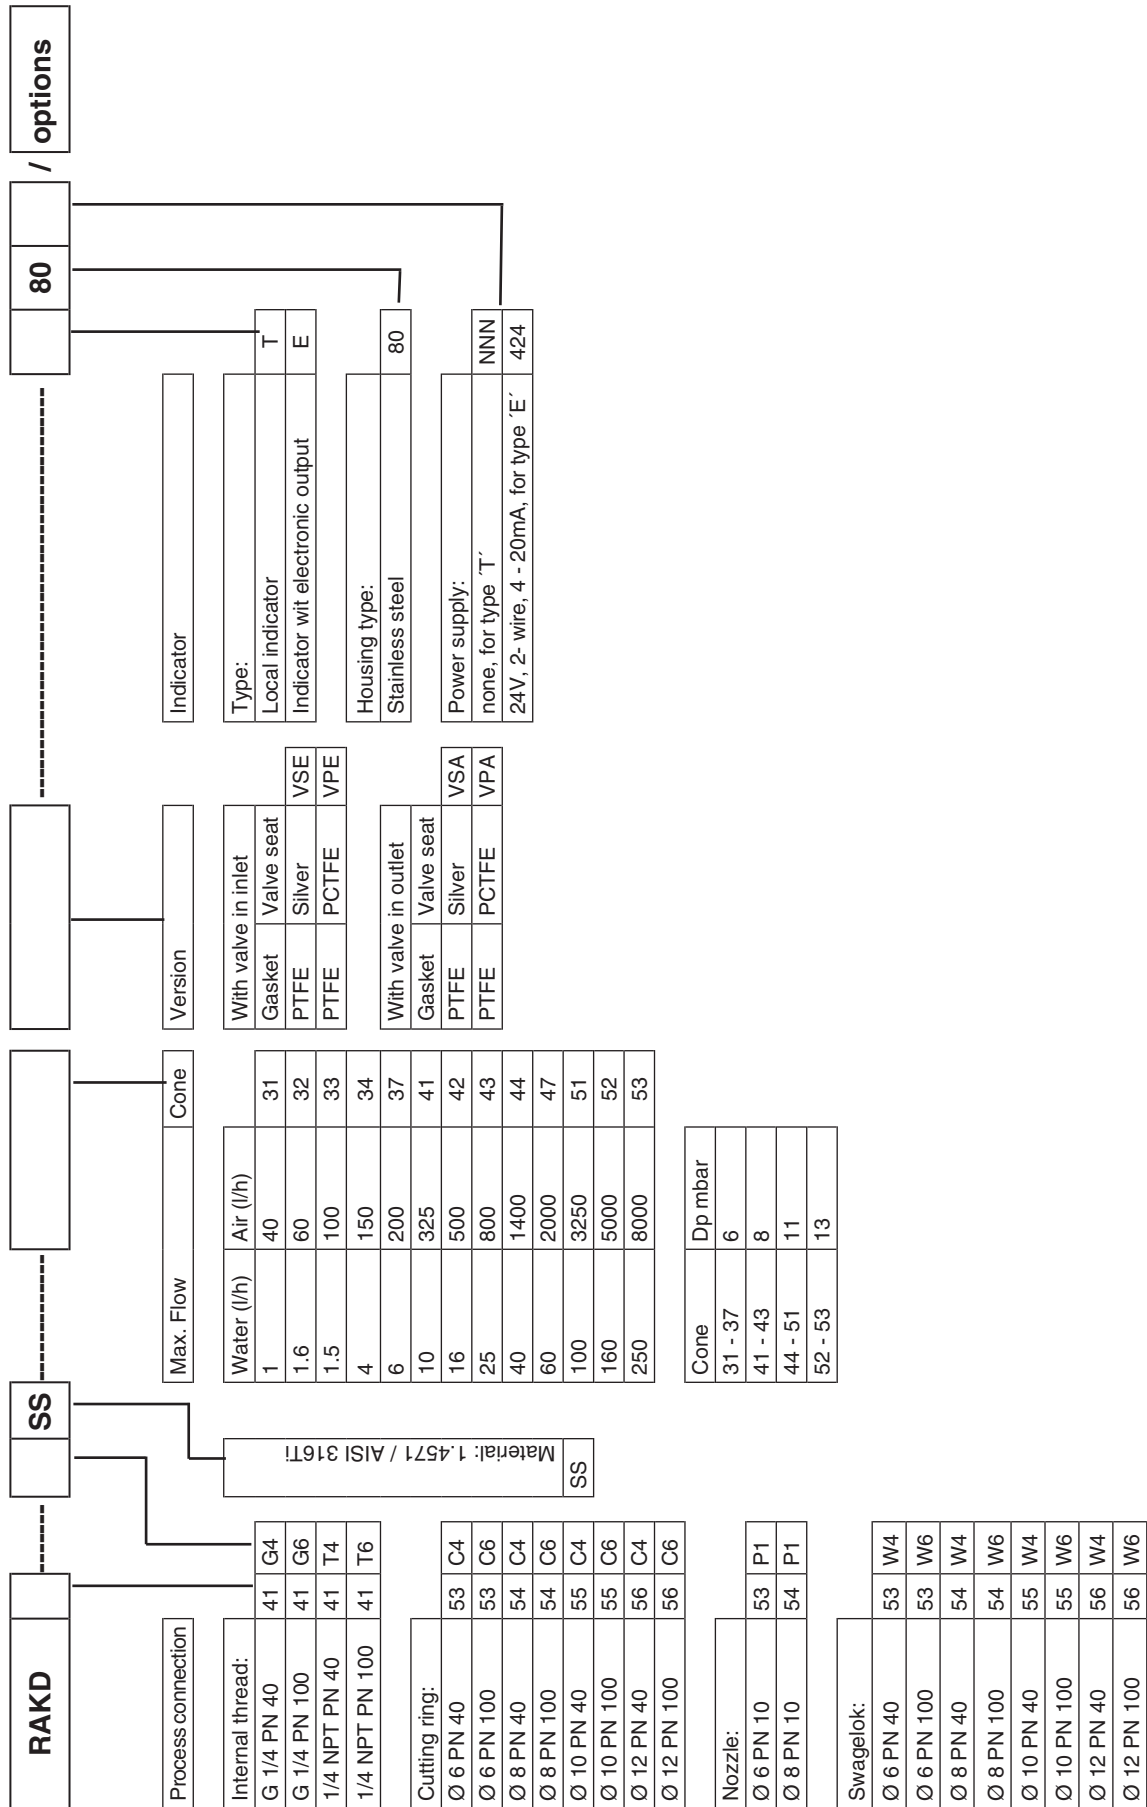 RAKD SS 80 / options
Process connection
Internal thread:
G 1/4 PN 40 41 G4
G 1/4 PN 100 41 G6
1/4 NPT PN 40 41 T4
1/4 NPT PN 100 41 T6
Cutting ring:
Ø 6 PN 40 53 C4
Ø 6 PN 100 53 C6
Ø 8 PN 40 54 C4
Ø 8 PN 100 54 C6
Ø 10 PN 40 55 C4
Ø 10 PN 100 55 C6
Ø 12 PN 40 56 C4
Ø 12 PN 100 56 C6
Nozzle:
Ø 6 PN 10 53 P1
Ø 8 PN 10 54 P1
Swagelok:
Ø 6 PN 40 53 W4
Ø 6 PN 100 53 W6
Ø 8 PN 40 54 W4
Ø 8 PN 100 54 W6
Ø 10 PN 40 55 W4
Ø 10 PN 100 55 W6
Ø 12 PN 40 56 W4
Ø 12 PN 100 56 W6
Material: 1.4571 / AISI 316Ti
SS
Max. Flow Cone
Water (l/h) Air (l/h)
1 40 31
1.6 60 32
1.5 100 33
4 150 34
6 200 37
10 325 41
16 500 42
25 800 43
40 1400 44
60 2000 47
100 3250 51
160 5000 52
250 8000 53
Cone Dp mbar
31 - 37 6
41 - 43 8
44 - 51 11
52 - 53 13
Version
With valve in inlet
Gasket Valve seat
PTFE Silver VSE
PTFE PCTFE VPE
With valve in outlet
Gasket Valve seat
PTFE Silver VSA
PTFE PCTFE VPA
Indicator
Type:
Local indicator T
Indicator wit electronic output E
Housing type:
Stainless steel 80
Power supply:
none, for type ´T´ NNN
24V, 2- wire, 4 - 20mA, for type ´E´ 424